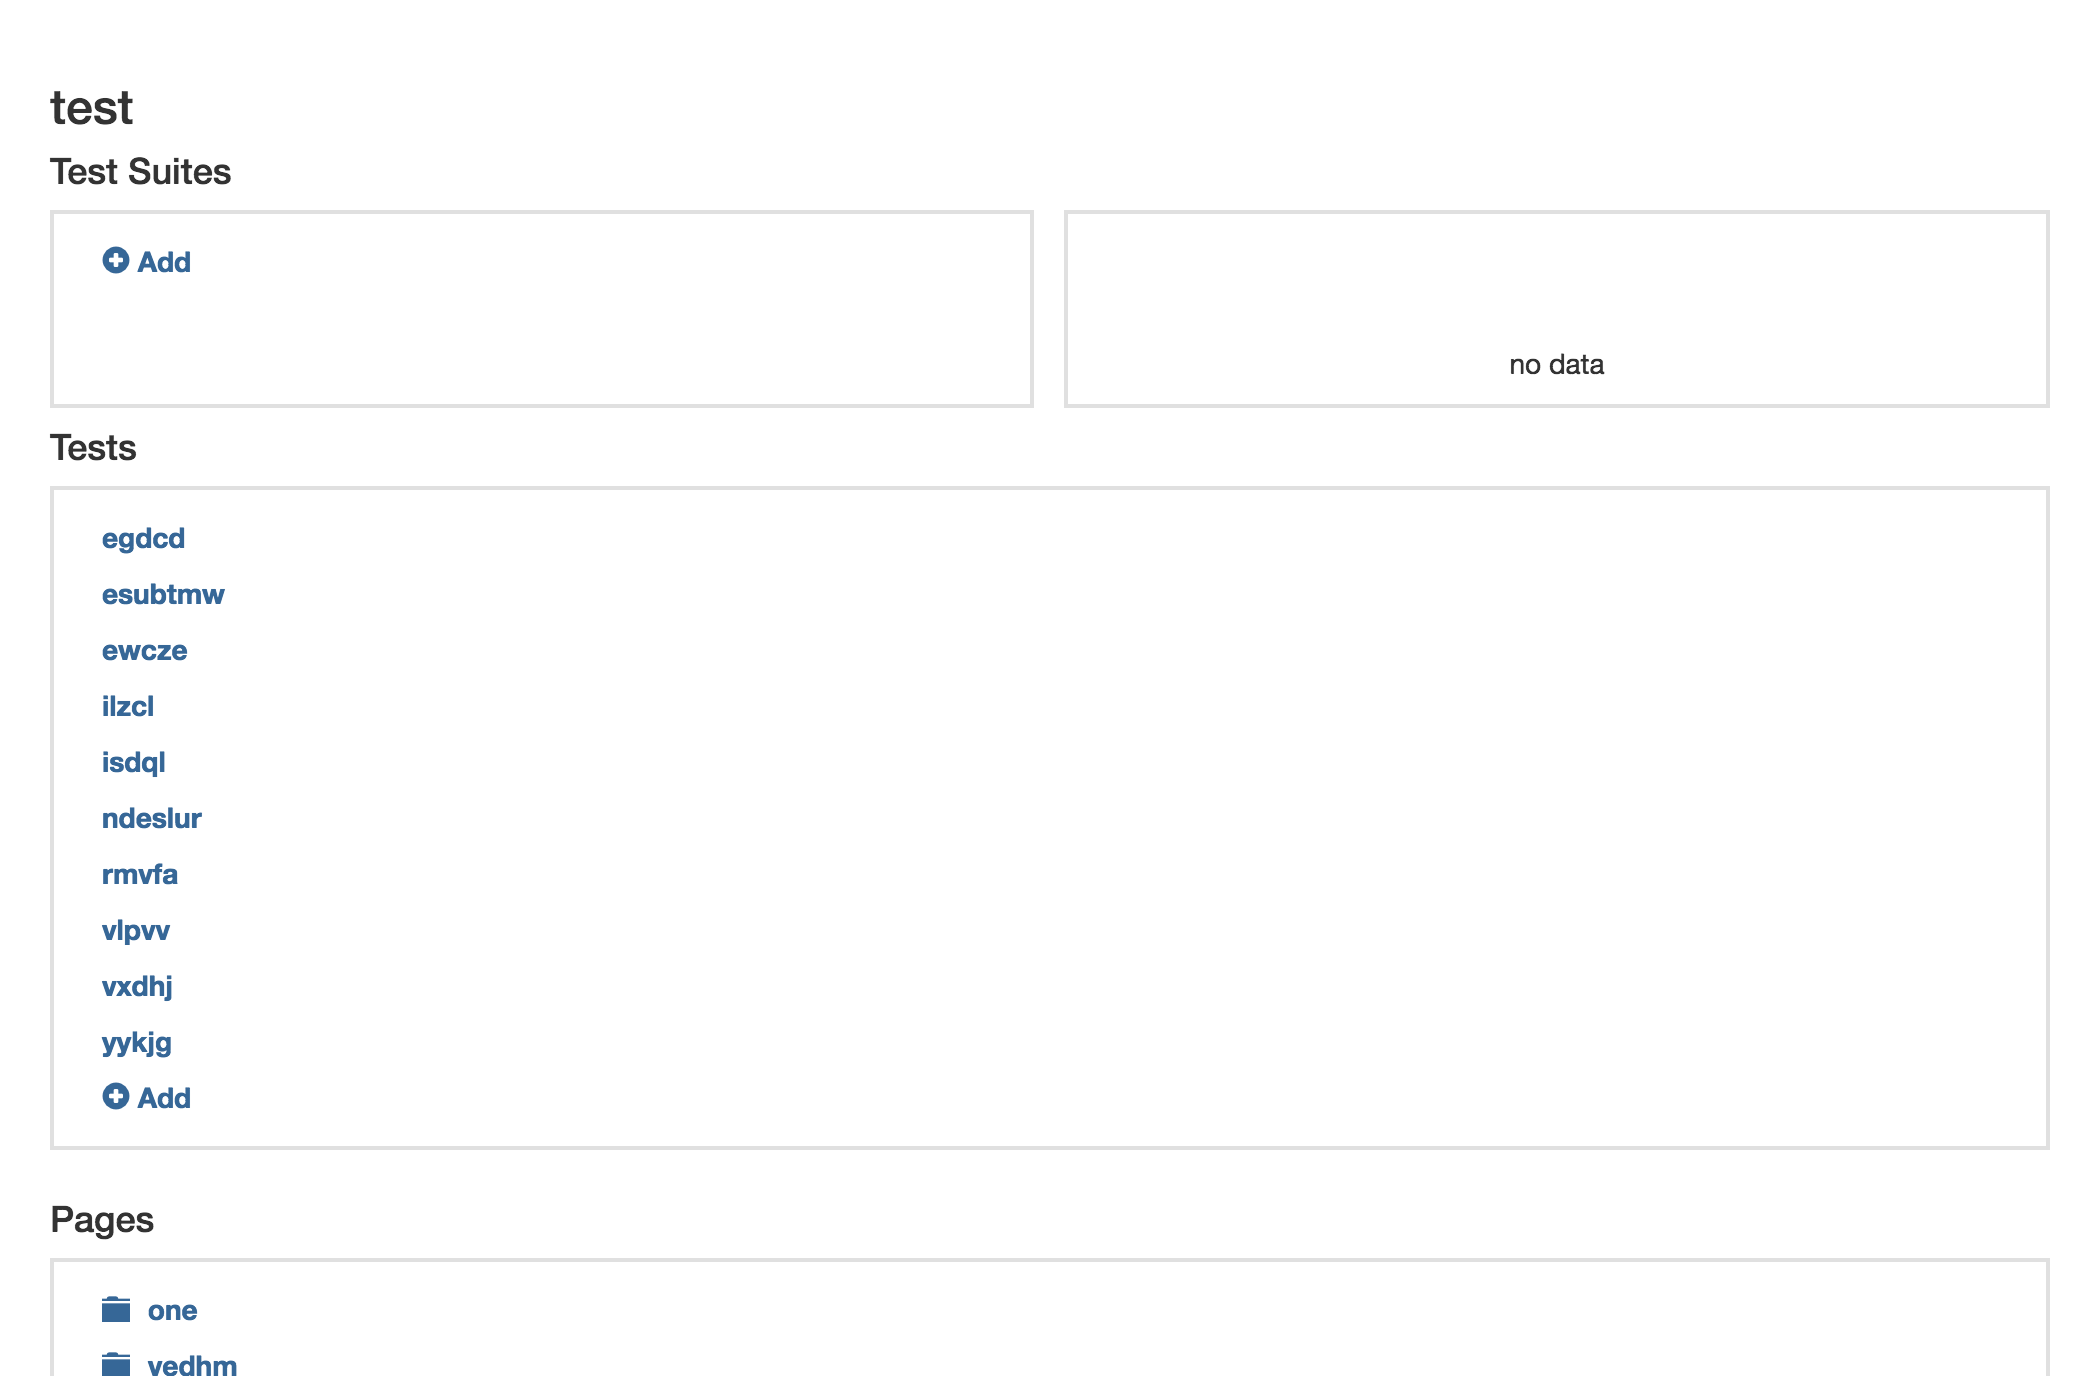 test
Test Suites
Add
no data
Tests
egdcd
esubtmw
ewcze
ilzcl
isdql
ndeslur
rmvfa
vlpvv
vxdhj
yykjg
Add
Pages
one
vedhm